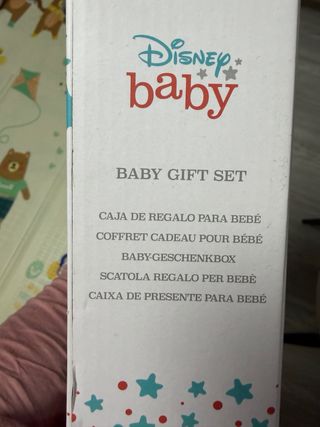 Disney
baby
BABY GIFT SET
CAJA DE REGALO PARA BEBÉ
COFFRET CADEAU POUR BÉBÉ
BABY-GESCHENKBOX
SCATOLA REGALO PER BEBÈ
CAIXA DE PRESENTE PARA BEBÉ